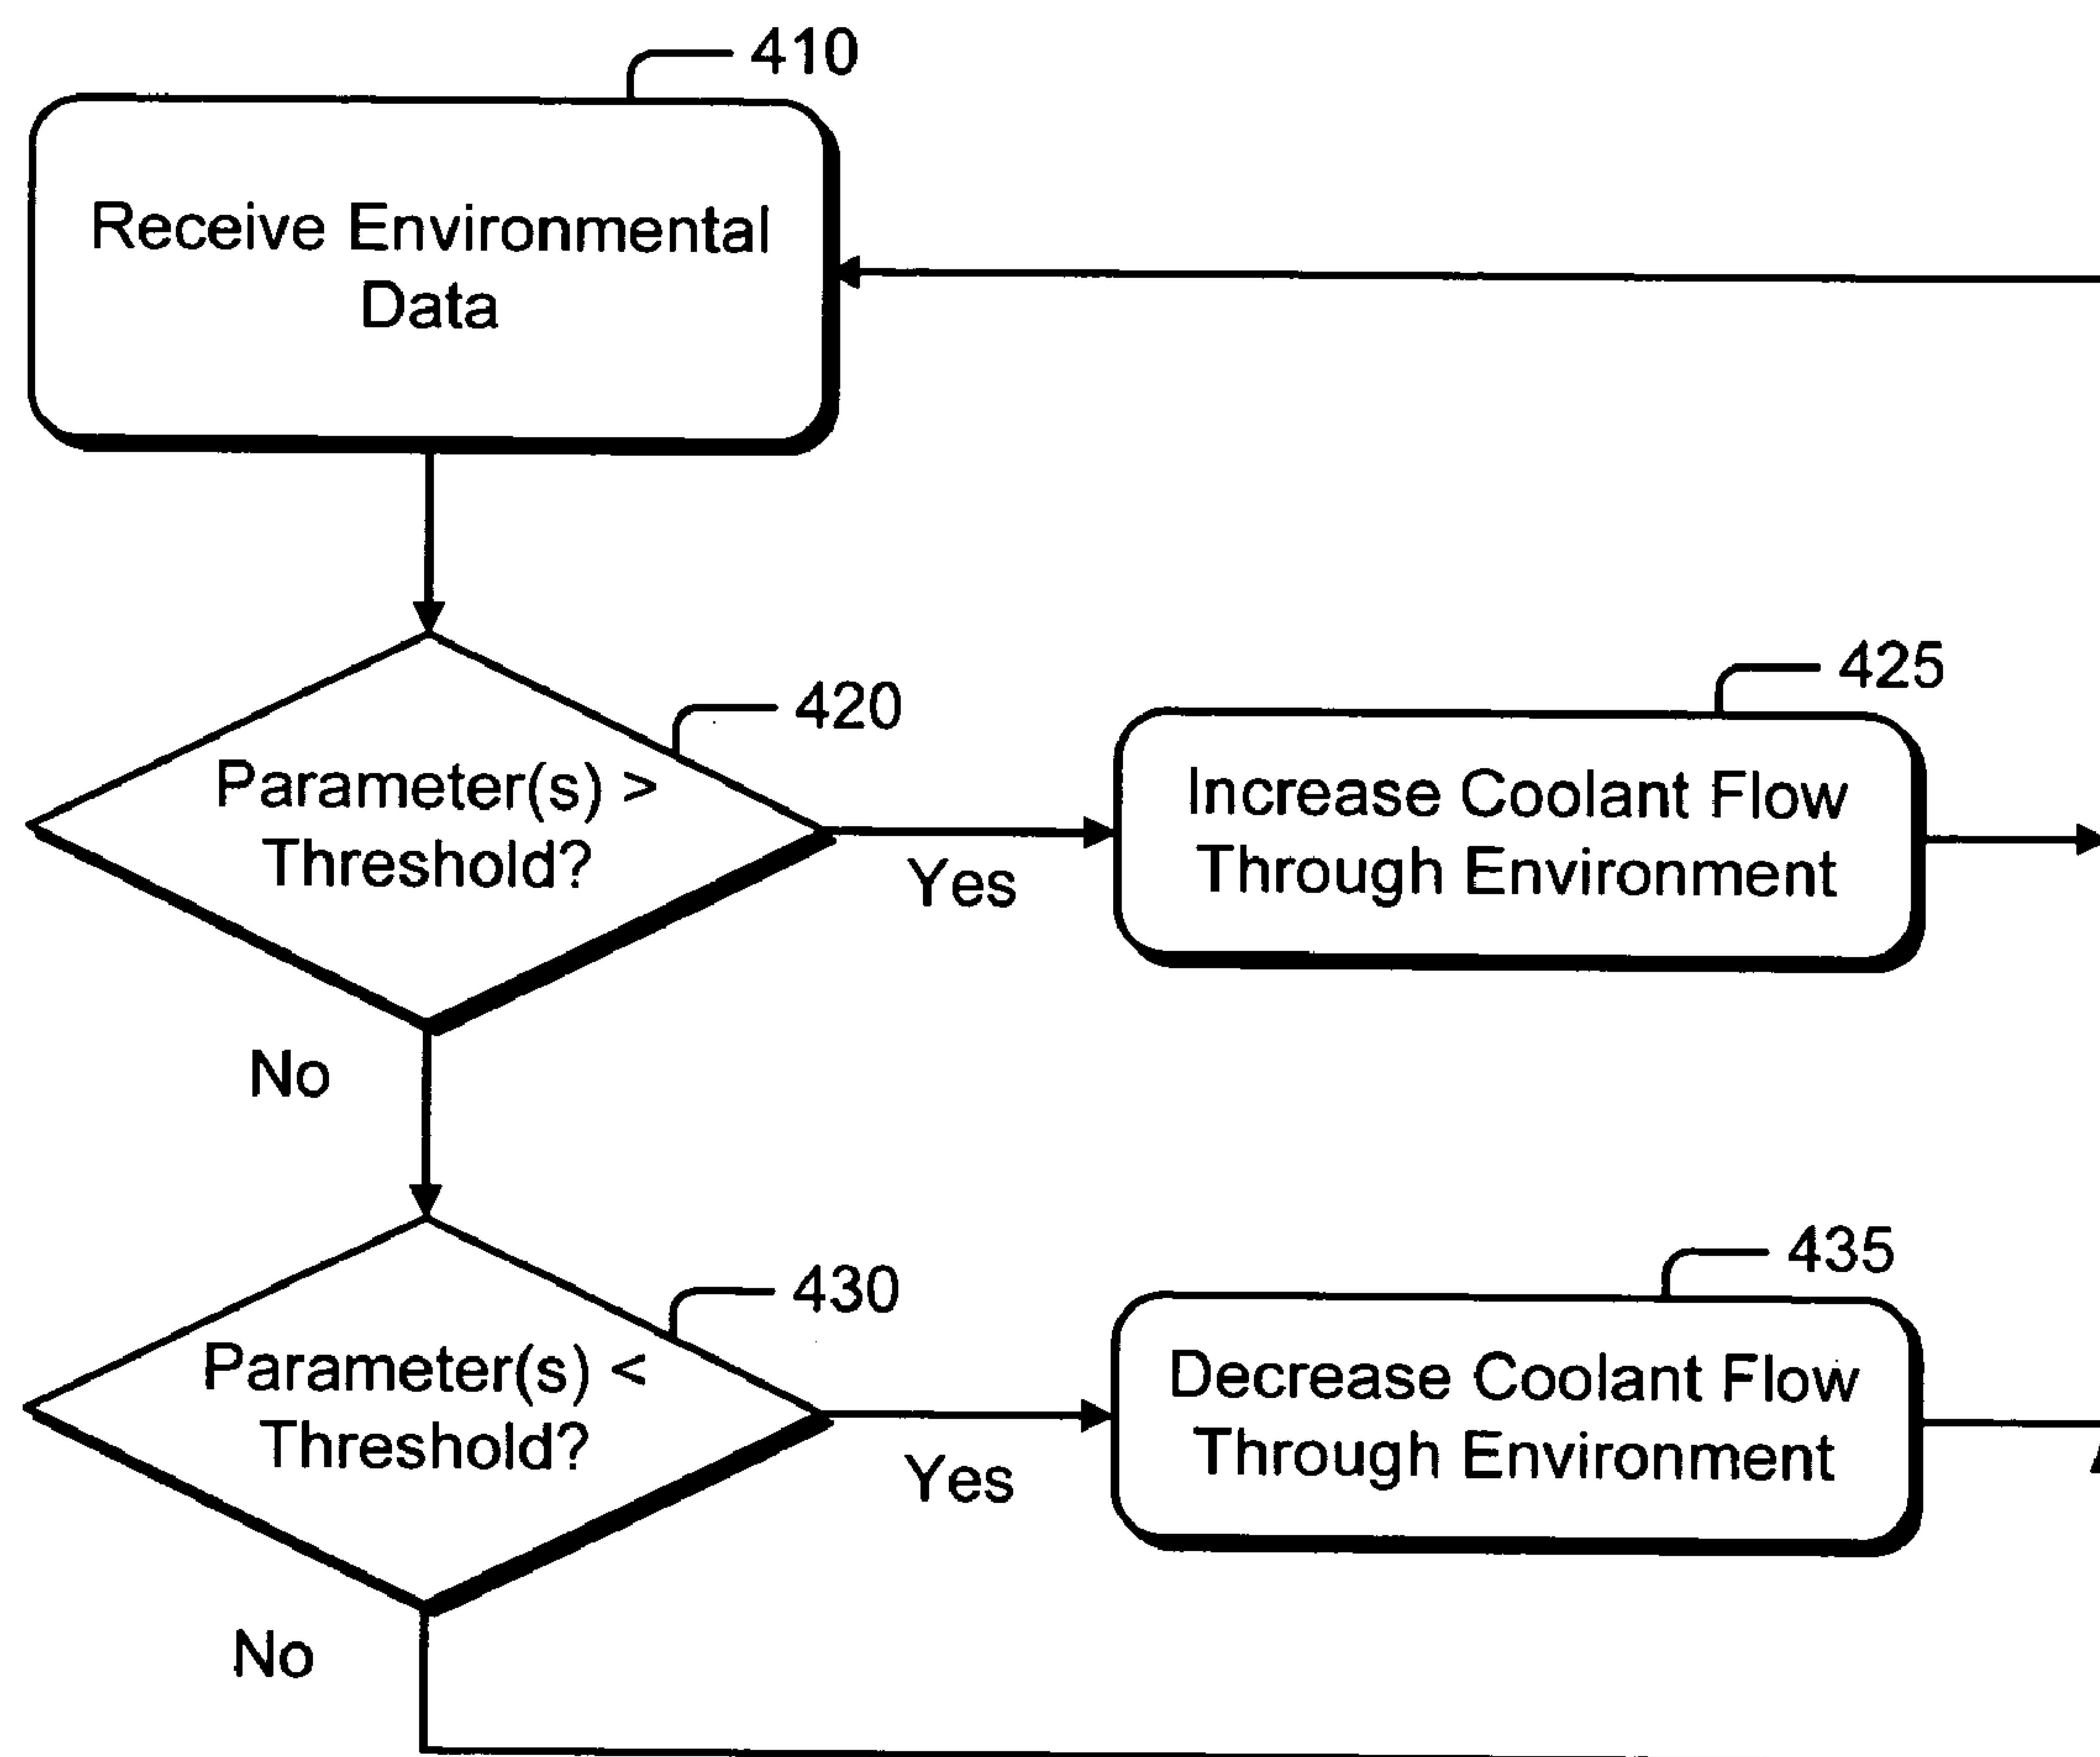 410
Receive Environmental
Data
420
Parameter(s) >
Threshold?
Yes
425
Increase Coolant Flow
Through Environment
No
430
Parameter(s) <
Threshold?
Yes
435
Decrease Coolant Flow
Through Environment
No